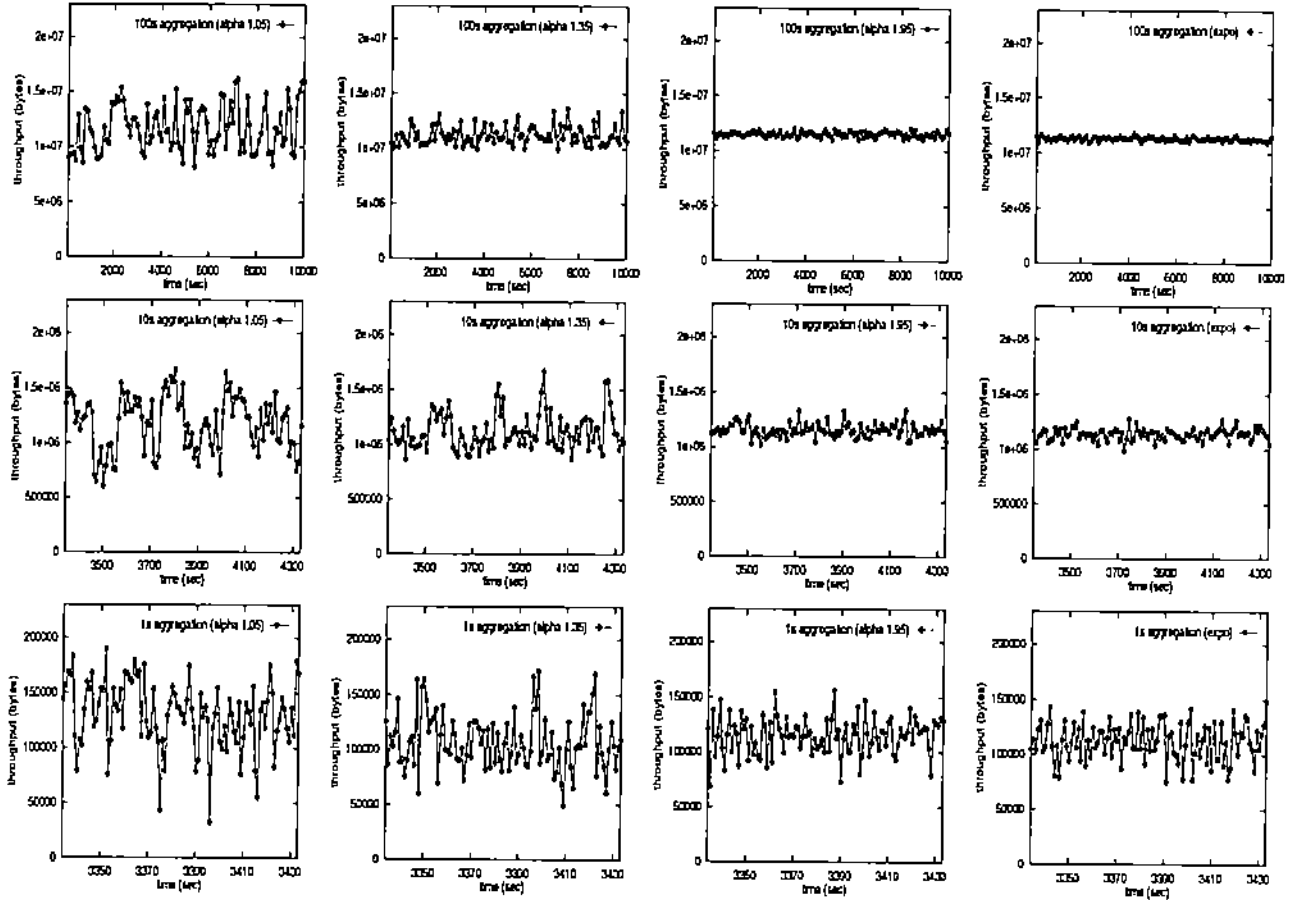 100s aggregation (alpha 1.05)
2e+07
1.5e+07
1e+07
5e+06
0
throughput (bytes)
2000 4000 6000 8000 10000
time (sec)
100s aggregation (alpha 1.35)
2e+07
1.5e+07
1e+07
5e+06
0
throughput (bytes)
2000 4000 6000 8000 10000
time (sec)
100s aggregation (alpha 1.95)
2e+07
1.5e+07
1e+07
5e+06
0
throughput (bytes)
2000 4000 6000 8000 10000
time (sec)
100s aggregation (expo)
2e+07
1.5e+07
1e+07
5e+06
0
throughput (bytes)
2000 4000 6000 8000 10000
time (sec)
10s aggregation (alpha 1.05)
2e+06
1.5e+06
1e+06
500000
0
throughput (bytes)
3500 3700 3900 4100 4300
time (sec)
10s aggregation (alpha 1.35)
2e+06
1.5e+06
1e+06
500000
0
throughput (bytes)
3500 3700 3900 4100 4300
time (sec)
10s aggregation (alpha 1.95)
2e+06
1.5e+06
1e+06
500000
0
throughput (bytes)
3500 3700 3900 4100 4300
time (sec)
10s aggregation (expo)
2e+06
1.5e+06
1e+06
500000
0
throughput (bytes)
3500 3700 3900 4100 4300
time (sec)
1s aggregation (alpha 1.05)
200000
150000
100000
50000
0
throughput (bytes)
3350 3370 3390 3410 3430
time (sec)
1s aggregation (alpha 1.35)
200000
150000
100000
50000
0
throughput (bytes)
3350 3370 3390 3410 3430
time (sec)
1s aggregation (alpha 1.95)
200000
150000
100000
50000
0
throughput (bytes)
3350 3370 3390 3410 3430
time (sec)
1s aggregation (expo)
200000
150000
100000
50000
0
throughput (bytes)
3350 3370 3390 3410 3430
time (sec)